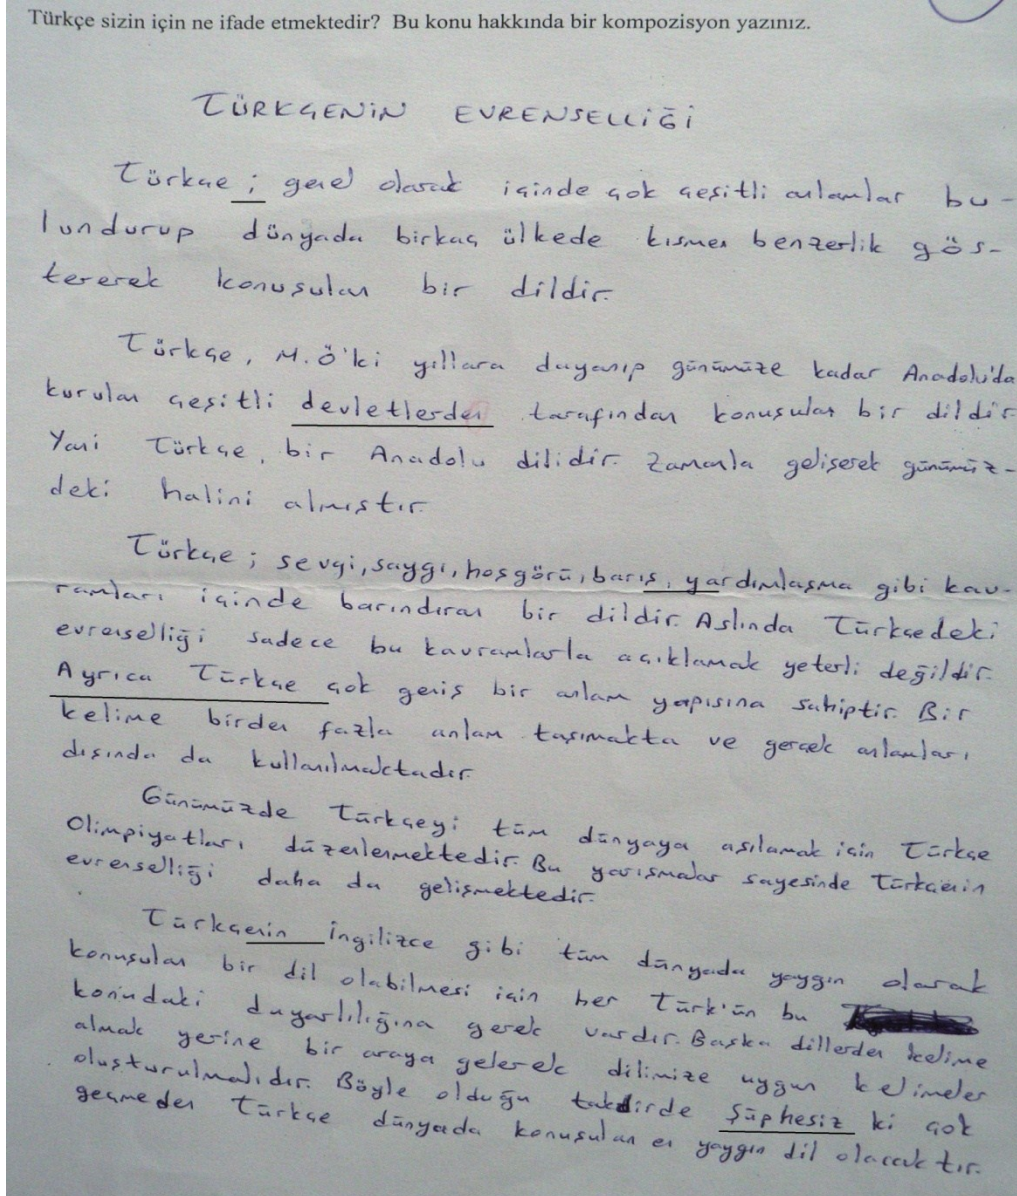 Türkçe sizin için ne ifade etmektedir? Bu konu hakkında bir kompozisyon yazınız.
TÜRKÇENİN EVRENSELLİĞİ
Türkçe ; genel olarak içinde çok çeşitli anlamlar bu-
lundurup dünyada birkaç ülkede kısmen benzerlik gös-
tererek konuşulan bir dildir.
Türkçe, M.Ö'ki yıllara dayanıp günümüze kadar Anadolu'da
kurulan çeşitli devletlerden tarafından konuşulan bir dildir.
Yani Türkçe, bir Anadolu dilidir. Zamanla gelişerek günümüz-
deki halini almıştır.
Türkçe ; sevgi, saygı, hoşgörü, barış, yardımlaşma gibi kav-
ramları içinde barındıran bir dildir. Aslında Türkçedeki
evrenselliği sadece bu kavramlarla açıklamak yeterli değildir.
Ayrıca Türkçe çok geniş bir anlam yapısına sahiptir. Bir
kelime birden fazla anlam taşımakta ve gerçek anlamları
dışında da kullanılmaktadır.
Günümüzde Türkçeyi tüm dünyaya aşılamak için Türkçe
Olimpiyatları düzenlenmektedir. Bu yarışmalar sayesinde Türkçenin
evrenselliği daha da gelişmektedir.
Türkçenin İngilizce gibi tüm dünyada yaygın olarak
konuşulan bir dil olabilmesi için her Türk'ün bu
konudaki duyarlılığına gerek vardır. Başka dillerden kelime
almak yerine bir araya gelerek dilimize uygun kelimeler
oluşturulmalıdır. Böyle olduğu takdirde şüphesiz ki çok
geçmeden Türkçe dünyada konuşulan en yaygın dil olacaktır.